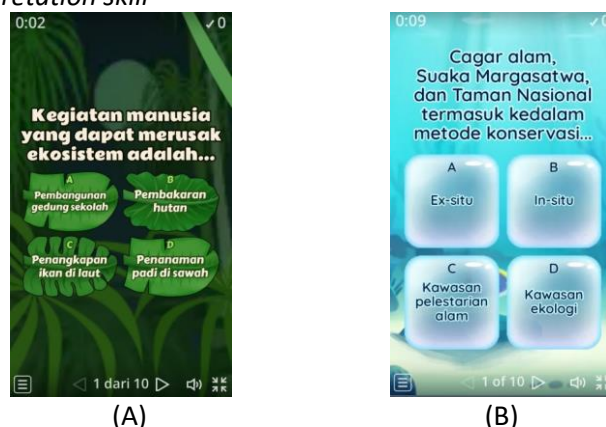 retation skill
0:02
✓0
Kegiatan manusia
yang dapat merusak
ekosistem adalah...
A
Pembangunan
gedung sekolah
B
Pembakaran
hutan
C
Penangkapan
ikan di laut
D
Penanaman
padi di sawah
1 dari 10
(A)
0:09
✓0
Cagar alam,
Suaka Margasatwa,
dan Taman Nasional
termasuk kedalam
metode konservasi...
A
Ex-situ
B
In-situ
C
Kawasan
pelestarian
alam
D
Kawasan
ekologi
1 of 10
(B)